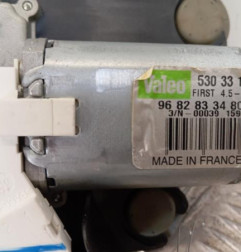 Valeo 530 33 1
FIRST 4.5-
96 82 83 34 80
3/N- 00039 159
MADE IN FRANCE